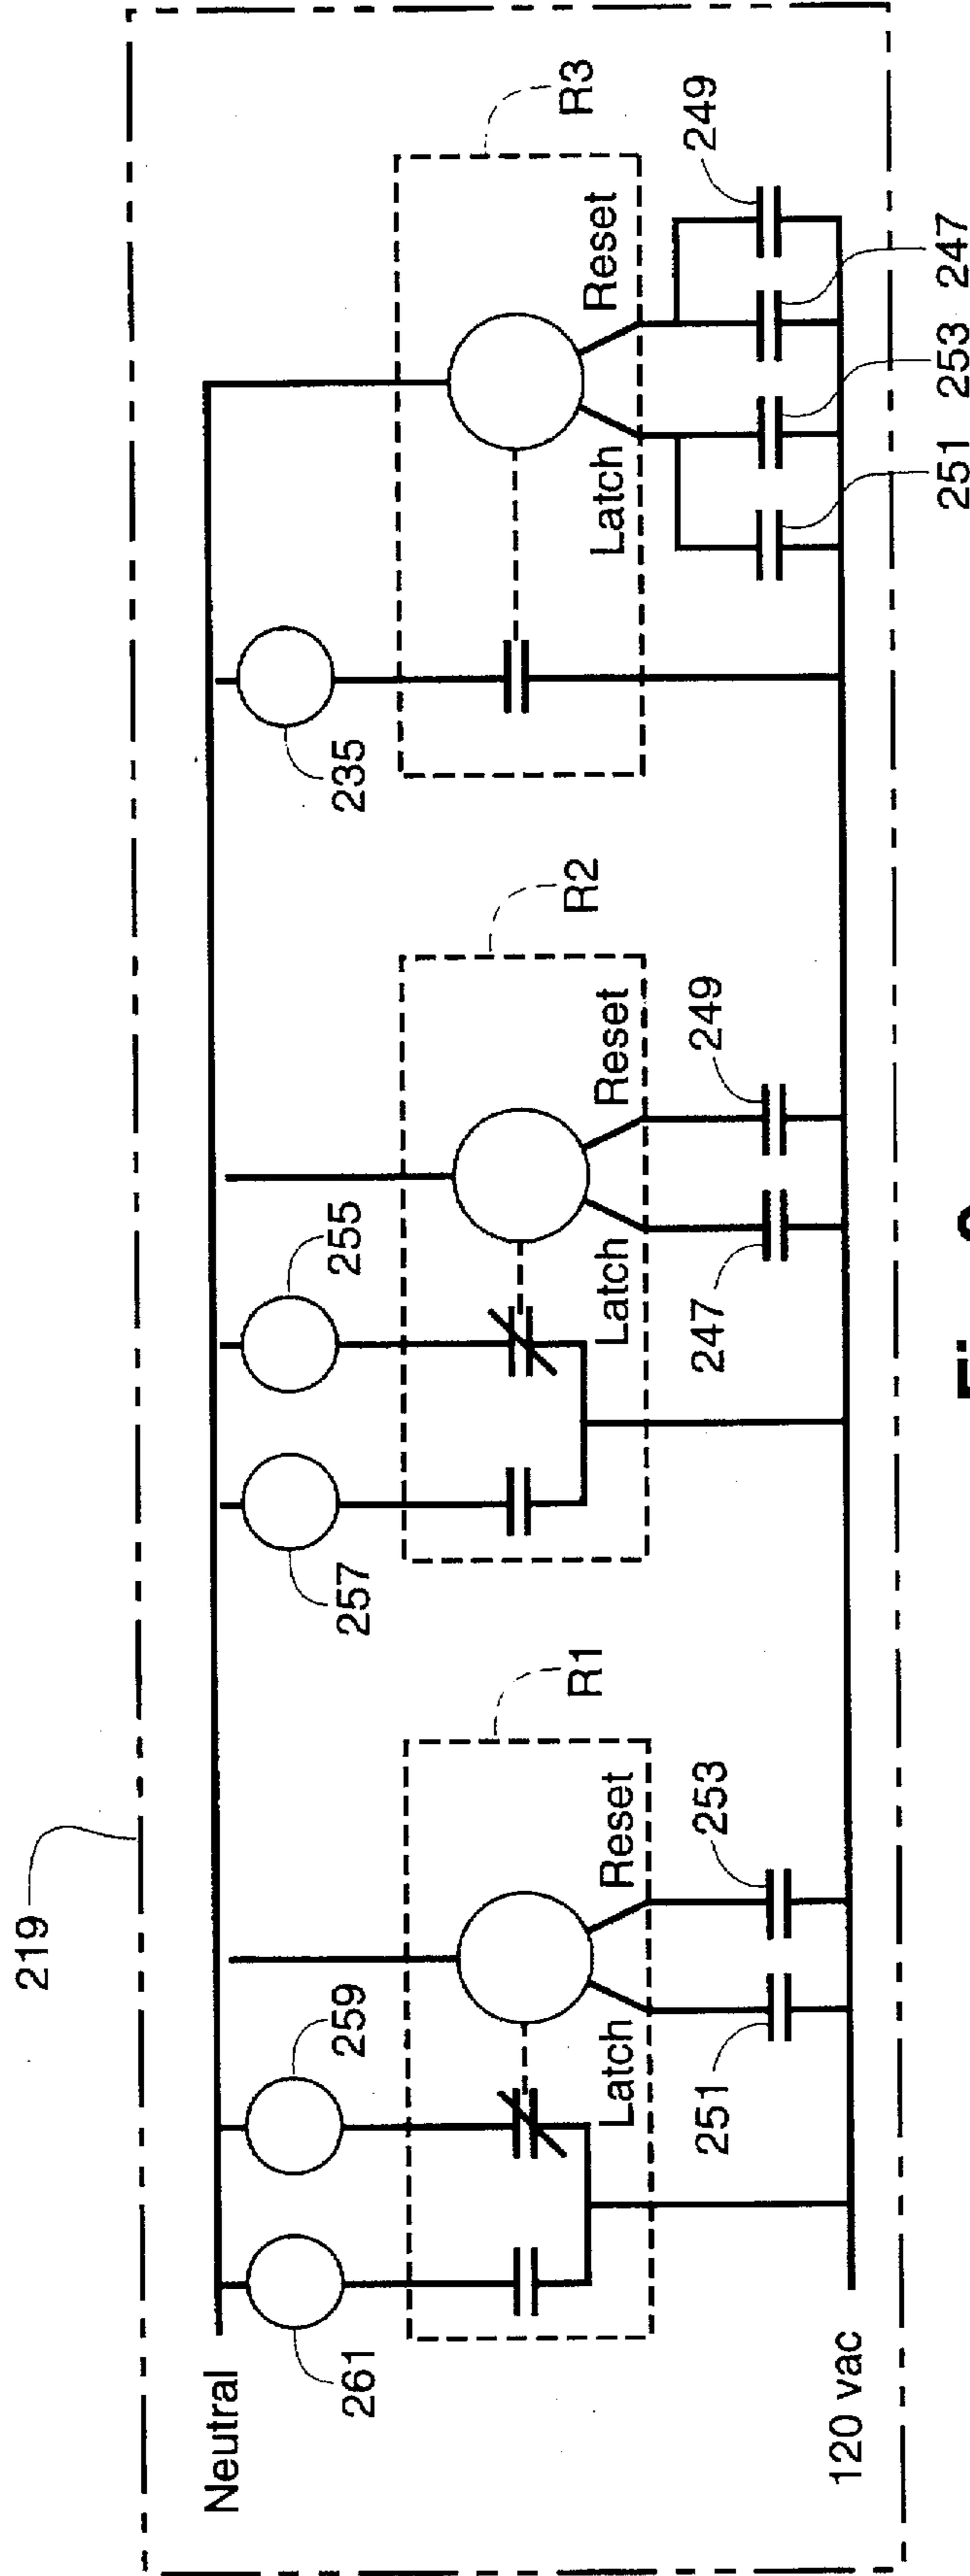 219
Neutral
261
259
257
255
235
R1
R2
R3
Latch
Reset
Latch
Reset
Latch
Reset
251
253
247
249
249
120 vac
251
253
247